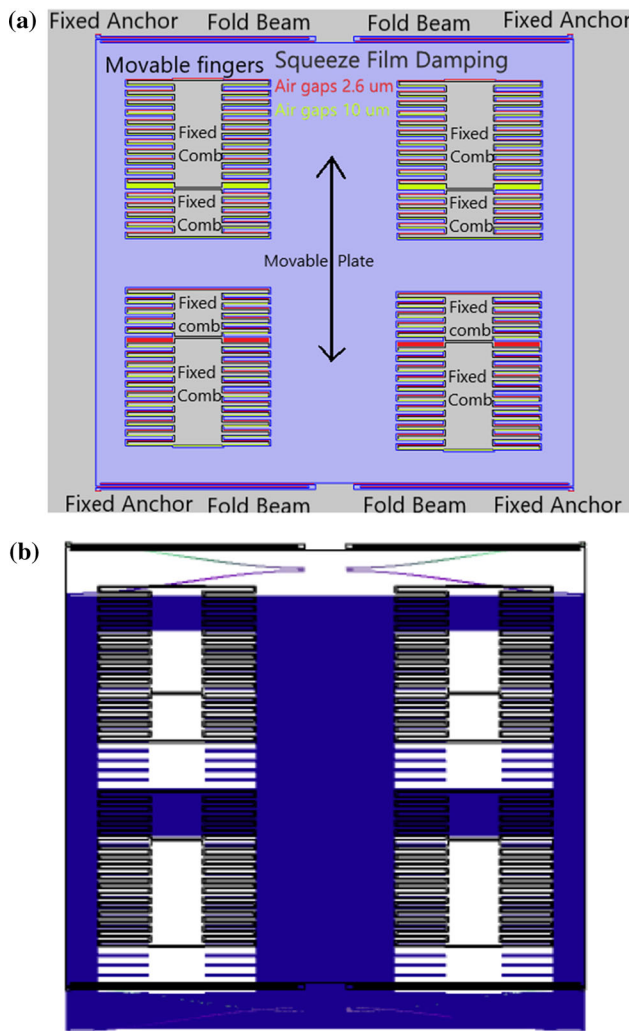 (a)
Fixed Anchor Fold Beam Fold Beam Fixed Anchor
Movable fingers Squeeze Film Damping
Air gaps 2.6 um
Air gaps 10 um
Fixed Fixed
Comb Comb
Fixed Fixed
Comb Comb
Movable Plate
Fixed Fixed
comb comb
Fixed Fixed
Comb Comb
Fixed Anchor Fold Beam Fold Beam Fixed Anchor
(b)